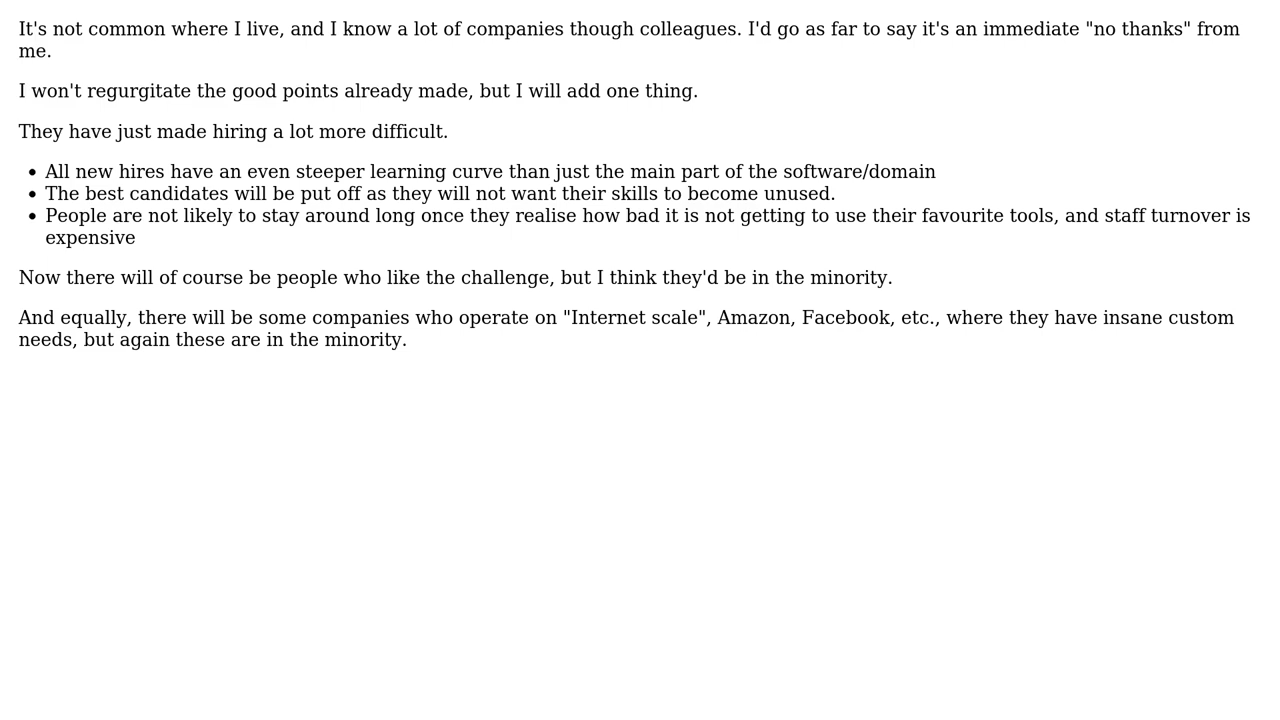 It's not common where I live, and I know a lot of companies though colleagues. I'd go as far to say it's an immediate "no thanks" from
me.
I won't regurgitate the good points already made, but I will add one thing.
They have just made hiring a lot more difficult.
• All new hires have an even steeper learning curve than just the main part of the software/domain
• The best candidates will be put off as they will not want their skills to become unused.
• People are not likely to stay around long once they realise how bad it is not getting to use their favourite tools, and staff turnover is
expensive
Now there will of course be people who like the challenge, but I think they'd be in the minority.
And equally, there will be some companies who operate on "Internet scale", Amazon, Facebook, etc., where they have insane custom
needs, but again these are in the minority.